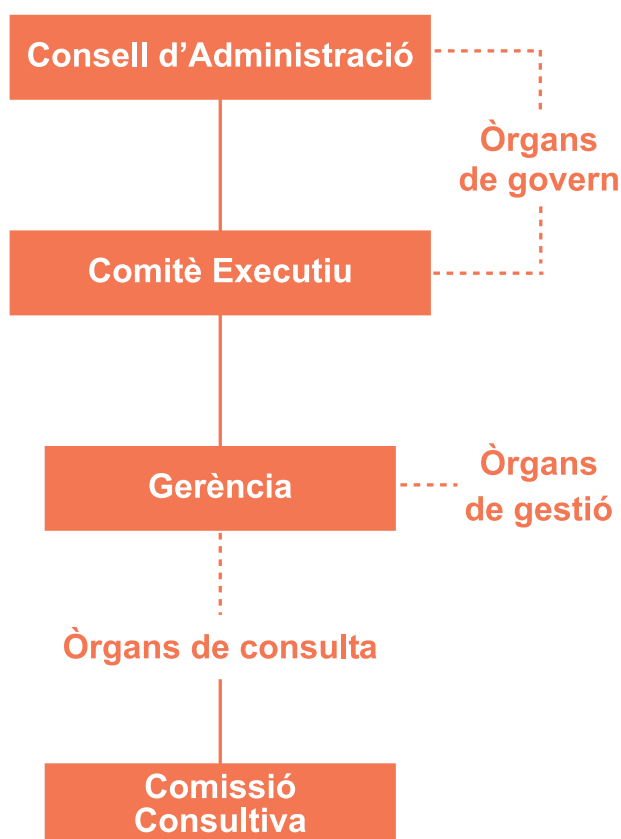 Consell d’Administració
Òrgans
de govern
Comitè Executiu
Gerència
Òrgans
de gestió
Òrgans de consulta
Comissió
Consultiva